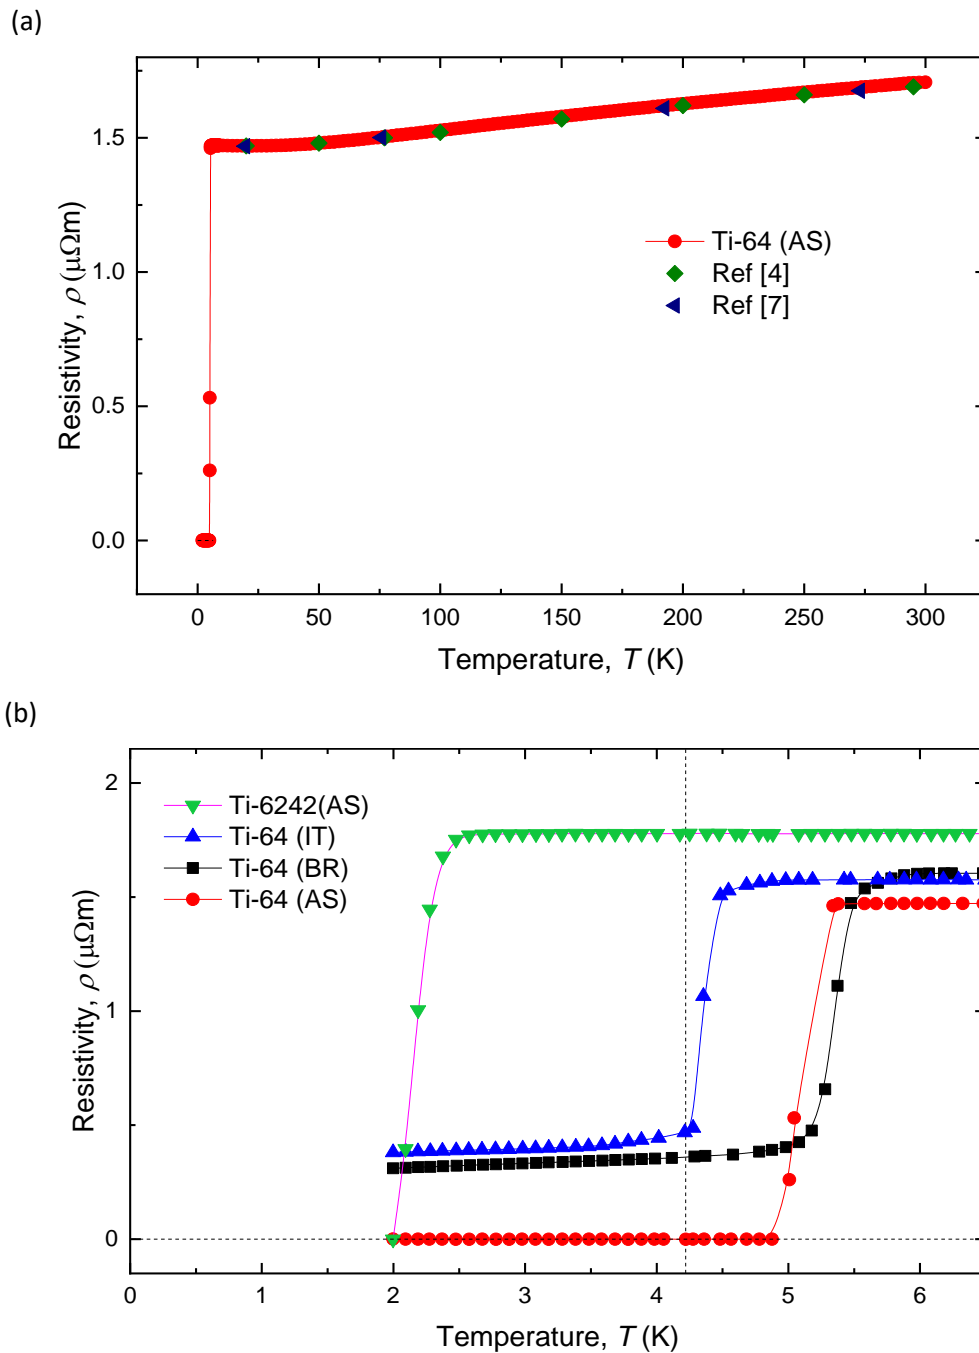 (a)
1.5
1.0
0.5
0.0
Resistivity, ρ (μΩm)
Ti-64 (AS)
Ref [4]
Ref [7]
0 50 100 150 200 250 300
Temperature, T (K)
(b)
2
1
0
Resistivity, ρ (μΩm)
Ti-6242(AS)
Ti-64 (IT)
Ti-64 (BR)
Ti-64 (AS)
0 1 2 3 4 5 6
Temperature, T (K)